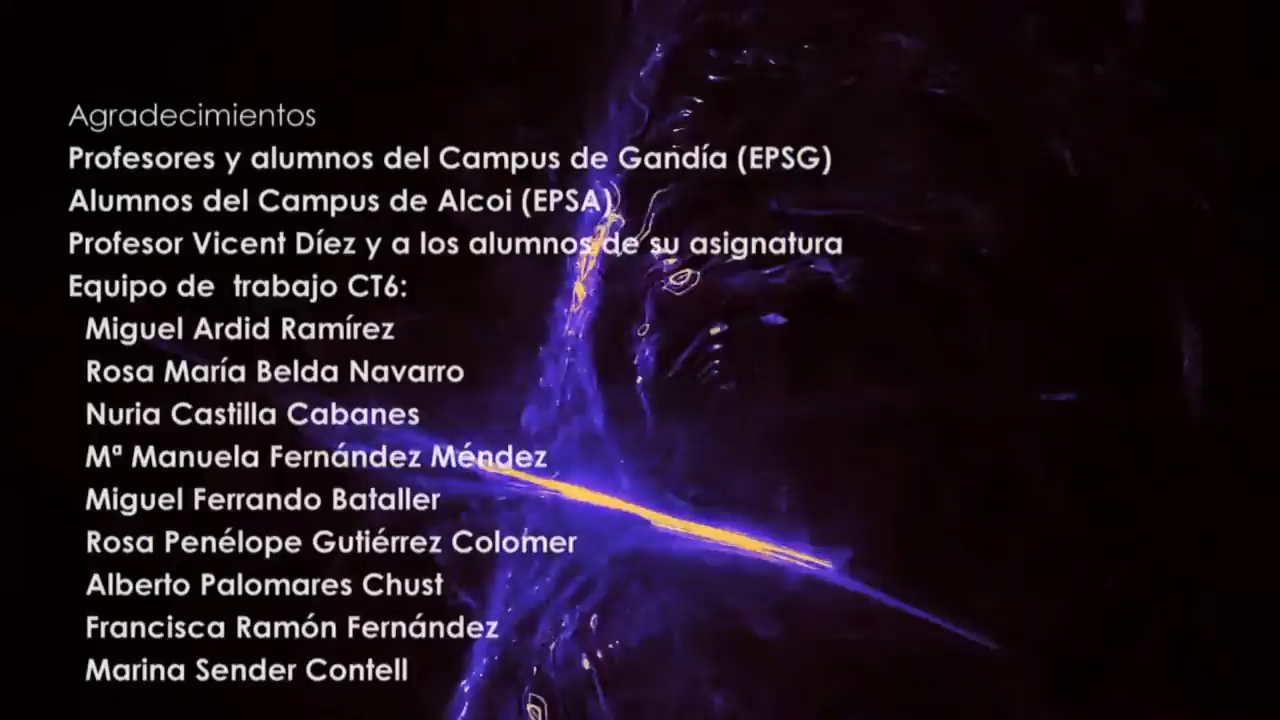 Agradecimientos
Profesores y alumnos del Campus de Gandía (EPSG)
Alumnos del Campus de Alcoi (EPSA)
Profesor Vicent Díez y a los alumnos de su asignatura
Equipo de  trabajo CT6:
Miguel Ardid Ramírez
Rosa María Belda Navarro
Nuria Castilla Cabanes
Mª Manuela Fernández Méndez
Miguel Ferrando Bataller
Rosa Penélope Gutiérrez Colomer
Alberto Palomares Chust
Francisca Ramón Fernández
Marina Sender Contell